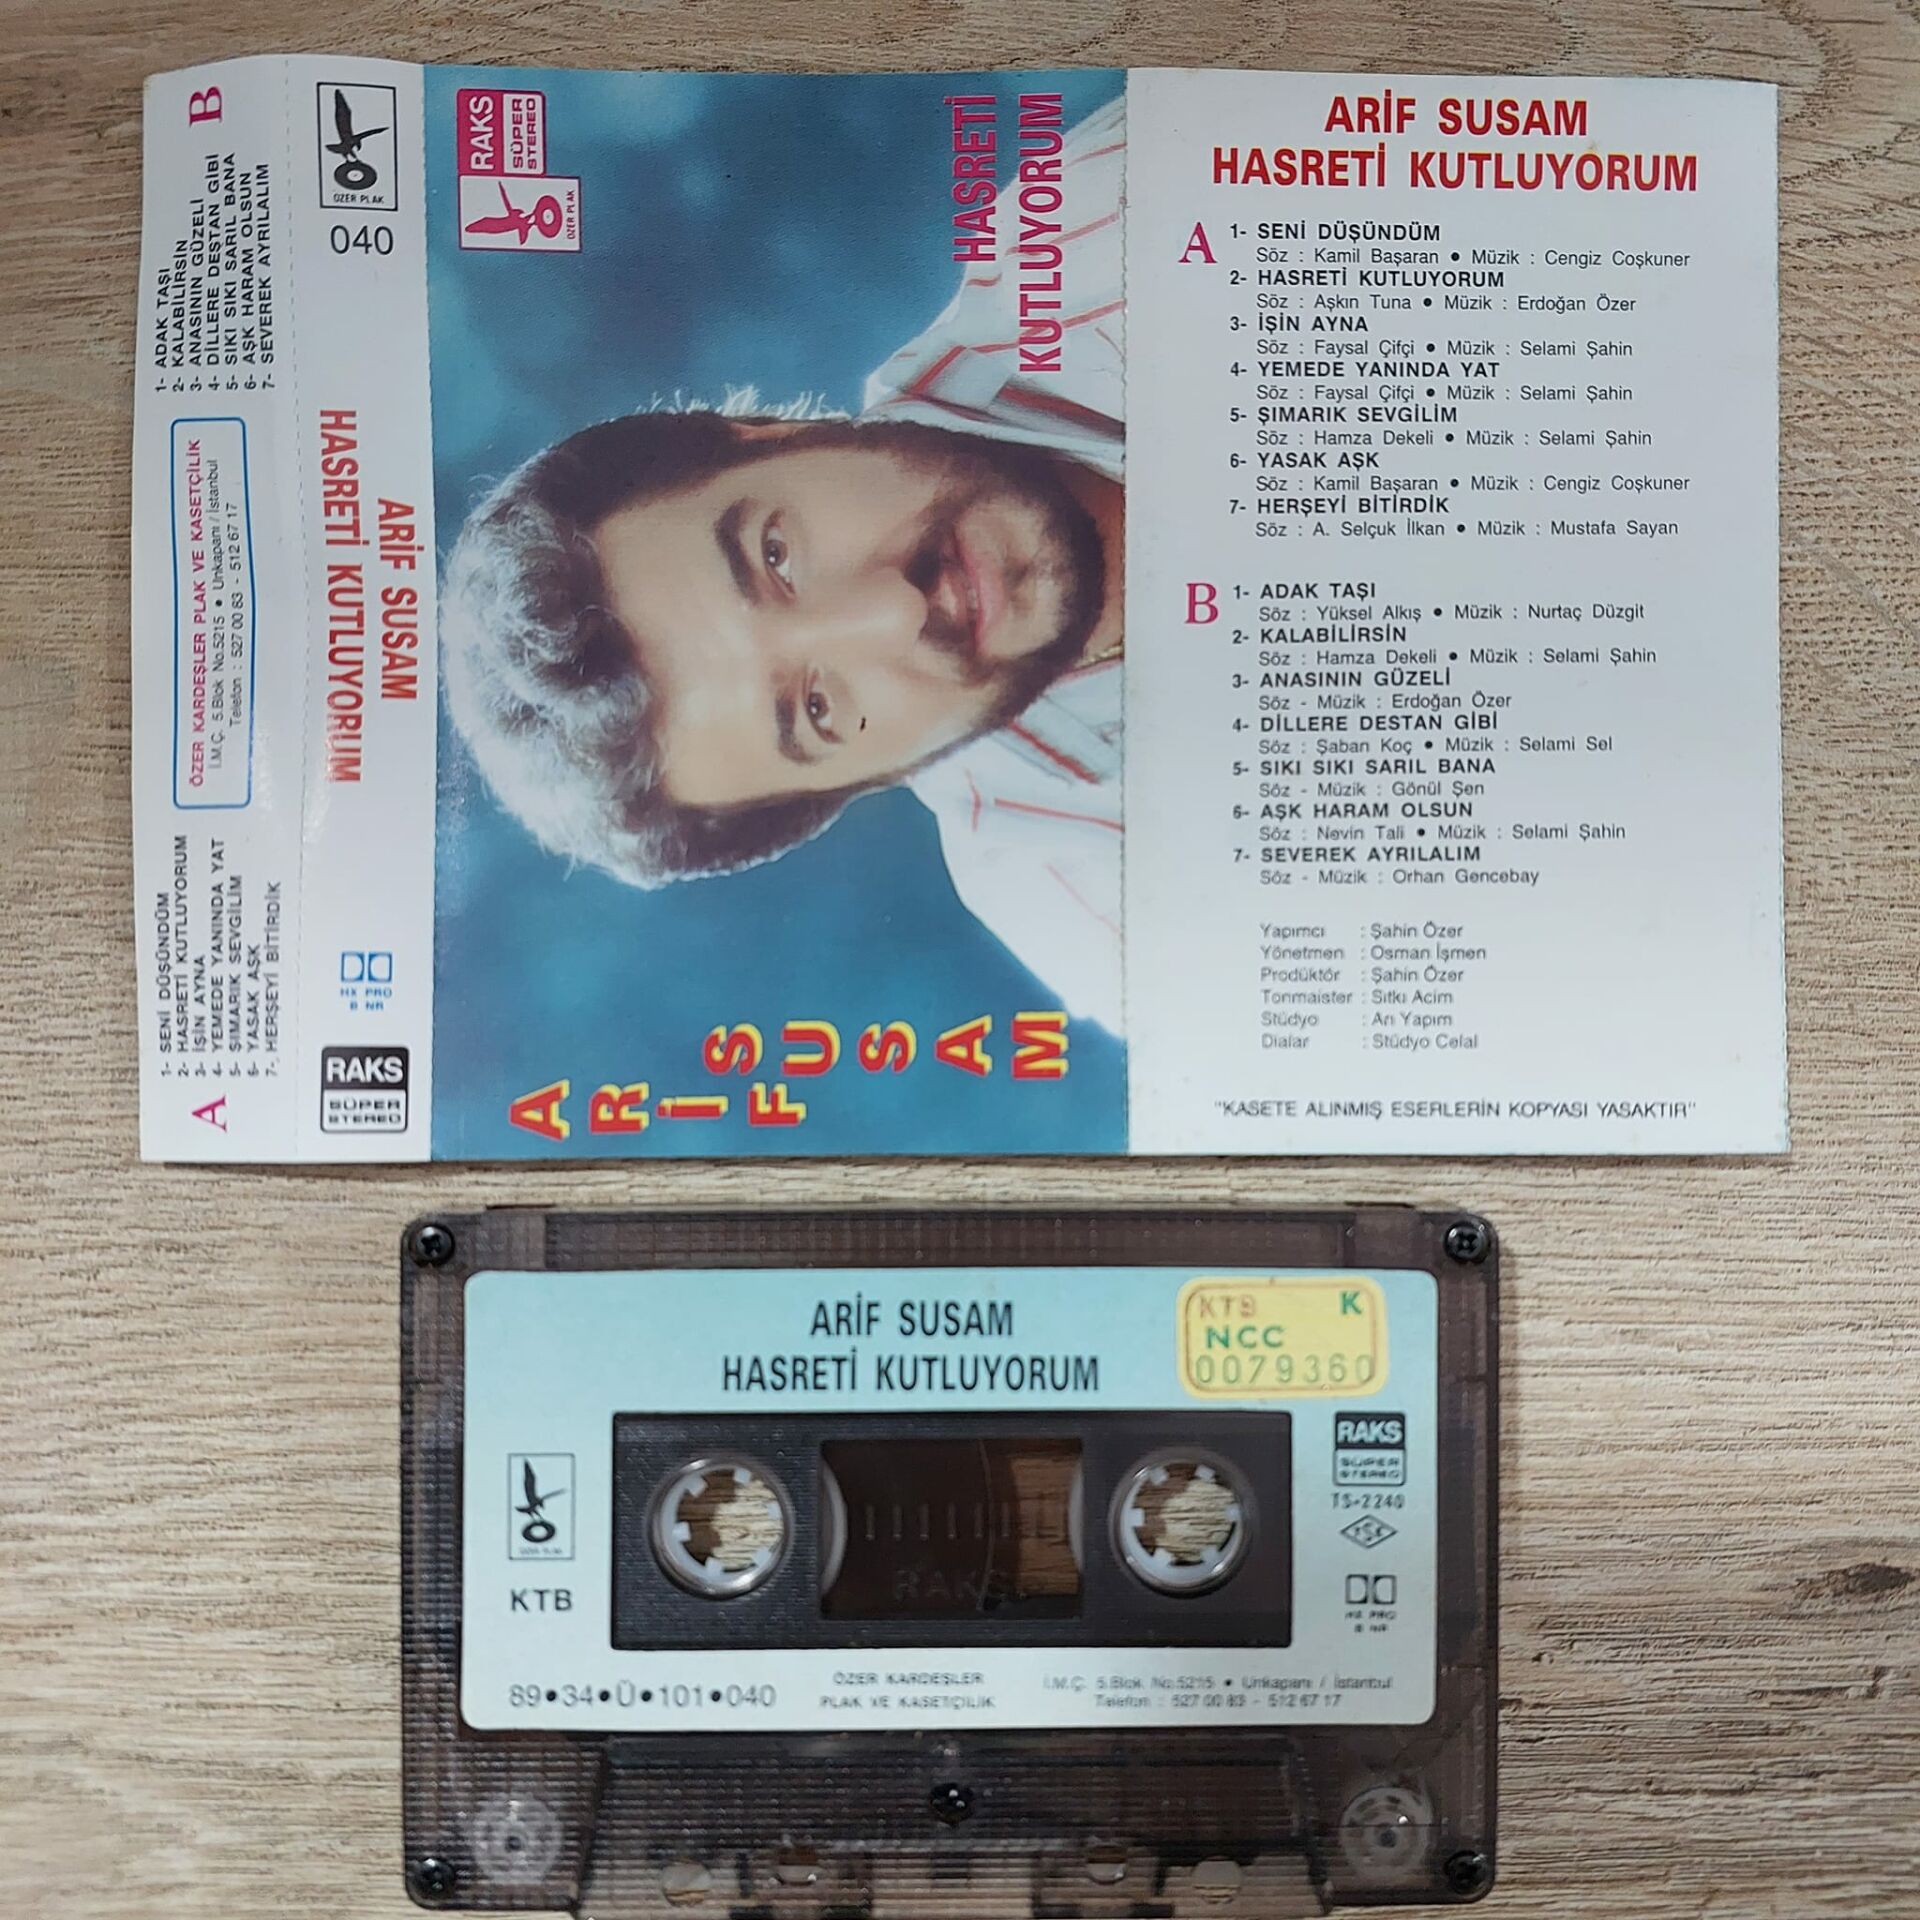 B
1- ADAK TAŞI
2- KALABİLİRSİN
3- ANASININ GÜZELİ
4- DİLLERE DESTAN GİBİ
5- SIKI SIKI SARIL BANA
6- AŞK HARAM OLSUN
7- SEVEREK AYRILALIM
ÖZER KARDEŞLER PLAK VE KASETÇİLİK
İ.M.Ç. 5.Blok No.5215 • Unkapanı / İstanbul
Telefon : 527 00 83 - 512 67 17
A
1- SENİ DÜŞÜNDÜM
2- HASRETİ KUTLUYORUM
3- İŞİN AYNA
4- YEMEDE YANINDA YAT
5- ŞIMARIK SEVGİLİM
6- YASAK AŞK
7- HERŞEYİ BİTİRDİK
ÖZER PLAK
040
ARİF SUSAM
HASRETİ KUTLUYORUM
HX PRO
B NR
RAKS
SÜPER
STEREO
RAKS
SÜPER
STEREO
ÖZER PLAK
HASRETİ
KUTLUYORUM
ARİF
SUSAM
ARİF SUSAM
HASRETİ KUTLUYORUM
A
1- SENİ DÜŞÜNDÜM
Söz : Kamil Başaran • Müzik : Cengiz Coşkuner
2- HASRETİ KUTLUYORUM
Söz : Aşkın Tuna • Müzik : Erdoğan Özer
3- İŞİN AYNA
Söz : Faysal Çifçi • Müzik : Selami Şahin
4- YEMEDE YANINDA YAT
Söz : Faysal Çifçi • Müzik : Selami Şahin
5- ŞIMARIK SEVGİLİM
Söz : Hamza Dekeli • Müzik : Selami Şahin
6- YASAK AŞK
Söz : Kamil Başaran • Müzik : Cengiz Coşkuner
7- HERŞEYİ BİTİRDİK
Söz : A. Selçuk İlkan • Müzik : Mustafa Sayan
B
1- ADAK TAŞI
Söz : Yüksel Alkış • Müzik : Nurtaç Düzgit
2- KALABİLİRSİN
Söz : Hamza Dekeli • Müzik : Selami Şahin
3- ANASININ GÜZELİ
Söz - Müzik : Erdoğan Özer
4- DİLLERE DESTAN GİBİ
Söz : Şaban Koç • Müzik : Selami Sel
5- SIKI SIKI SARIL BANA
Söz - Müzik : Gönül Şen
6- AŞK HARAM OLSUN
Söz : Nevin Tali • Müzik : Selami Şahin
7- SEVEREK AYRILALIM
Söz - Müzik : Orhan Gencebay
Yapımcı : Şahin Özer
Yönetmen : Osman İşmen
Prodüktör : Şahin Özer
Tonmaister : Sıtkı Acim
Stüdyo : Arı Yapım
Dialar : Stüdyo Celal
"KASETE ALINMIŞ ESERLERİN KOPYASI YASAKTIR"
ARİF SUSAM
HASRETİ KUTLUYORUM
KTB K
NCC
0079360
RAKS
SÜPER
STEREO
TS-2240
TSE
HX PRO
B NR
ÖZER PLAK
KTB
RAKS
89•34•Ü•101•040
ÖZER KARDEŞLER
PLAK VE KASETÇİLİK
İ.M.Ç. 5.Blok No.5215 • Unkapanı / İstanbul
Telefon : 527 00 83 - 512 67 17